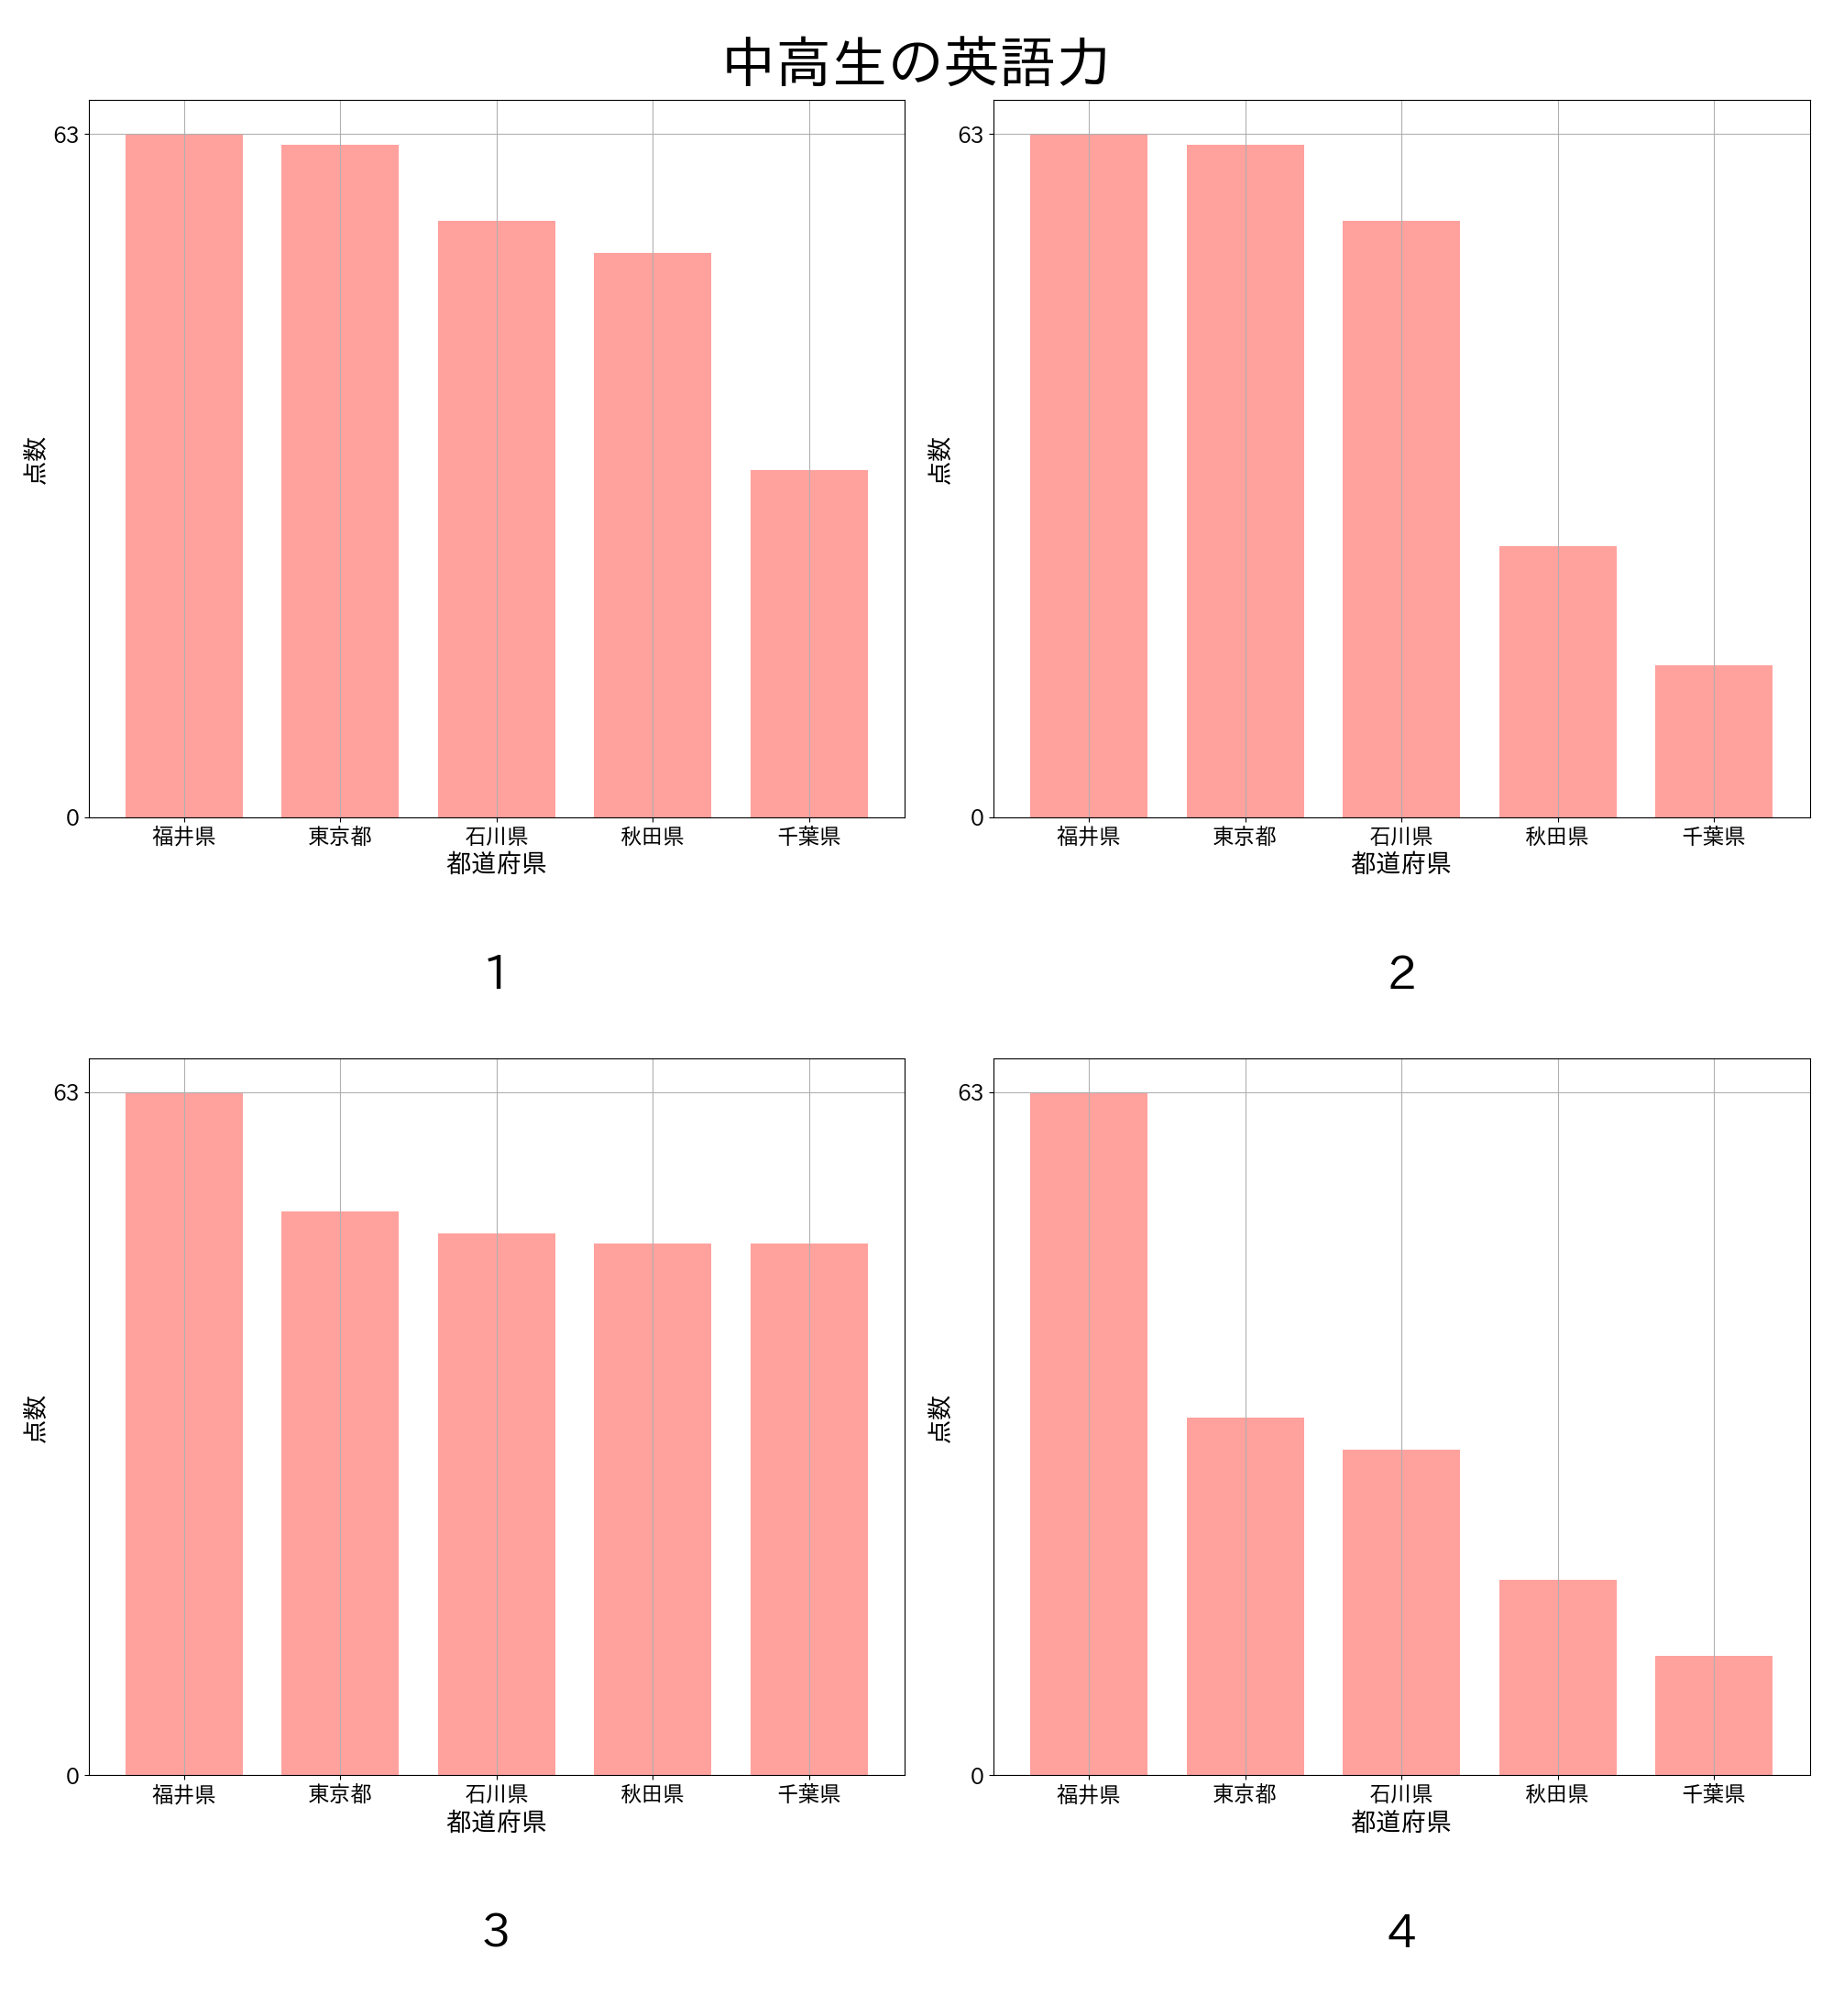 中高生の英語力
63
点数
0
福井県 東京都 石川県 秋田県 千葉県
都道府県
1
63
点数
0
福井県 東京都 石川県 秋田県 千葉県
都道府県
2
63
点数
0
福井県 東京都 石川県 秋田県 千葉県
都道府県
3
63
点数
0
福井県 東京都 石川県 秋田県 千葉県
都道府県
4